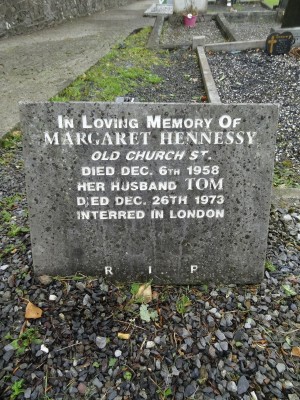 In Loving Memory Of
MARGARET HENNESSY
OLD CHURCH ST.
DIED DEC. 6TH 1958
HER HUSBAND TOM
DIED DEC. 26TH 1973
INTERRED IN LONDON
R I P